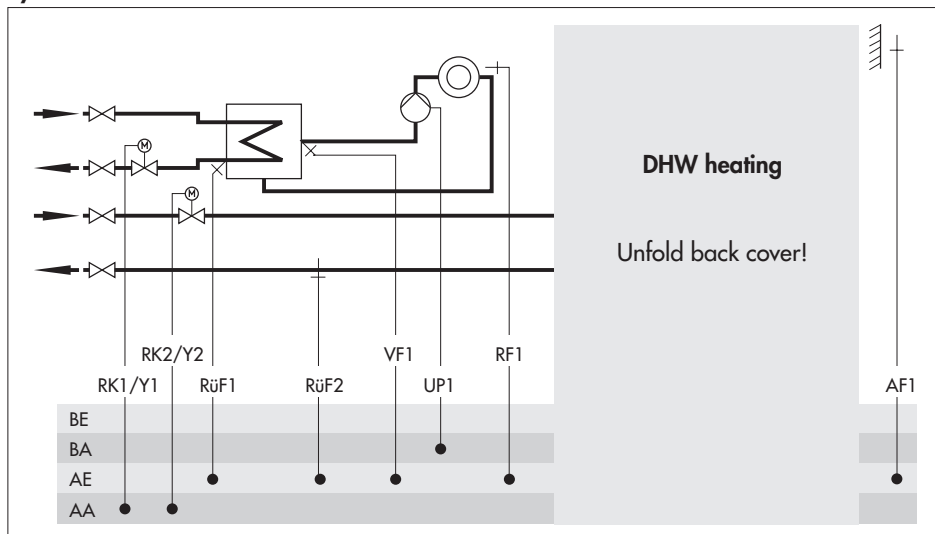 M
M
DHW heating
Unfold back cover!
RK2/Y2 VF1 RF1
RK1/Y1 RüF1 RüF2 UP1 AF1
BE
BA
AE
AA